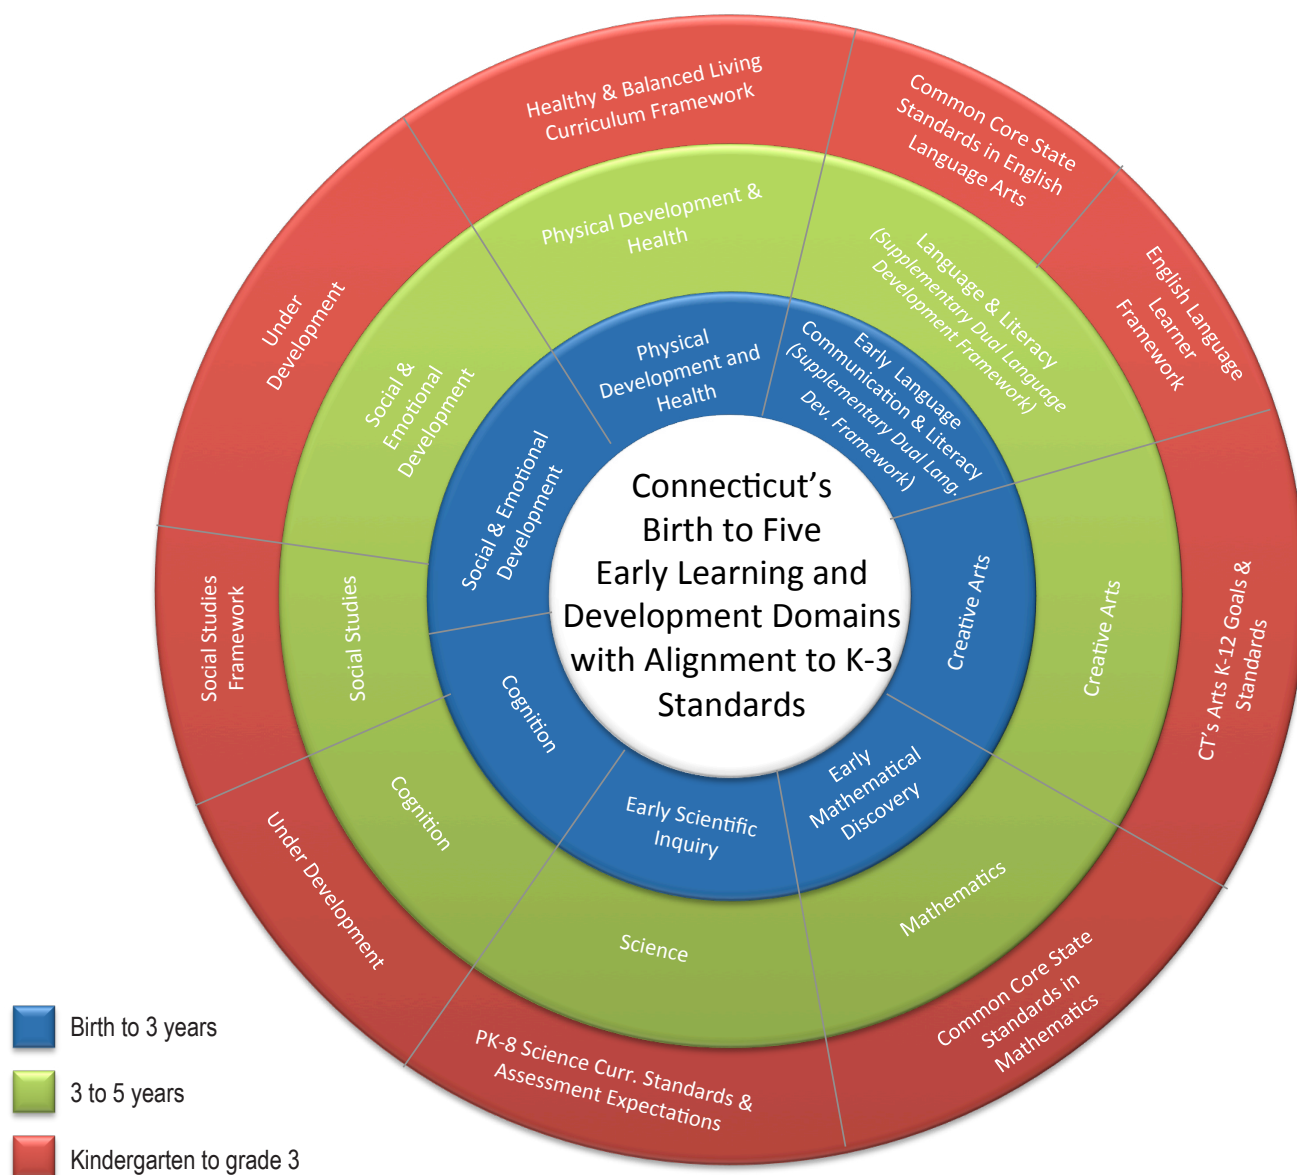 Healthy & Balanced Living
Curriculum Framework
Common Core State
Standards in English
Language Arts
English Language
Learner
Framework
CT's Arts K-12 Goals &
Standards
Common Core State
Standards in
Mathematics
PK-8 Science Curr. Standards &
Assessment Expectations
Under Development
Social Studies
Framework
Under
Development
Physical Development &
Health
Language & Literacy
(Supplementary Dual Language
Development Framework)
Creative Arts
Mathematics
Science
Cognition
Social Studies
Social &
Emotional
Development
Physical
Development and
Health
Early Language
Communication & Literacy
(Supplementary Dual Lang.
Dev. Framework)
Creative Arts
Early
Mathematical
Discovery
Early Scientific
Inquiry
Cognition
Social & Emotional
Development
Connecticut's
Birth to Five
Early Learning and
Development Domains
with Alignment to K-3
Standards
Birth to 3 years
3 to 5 years
Kindergarten to grade 3